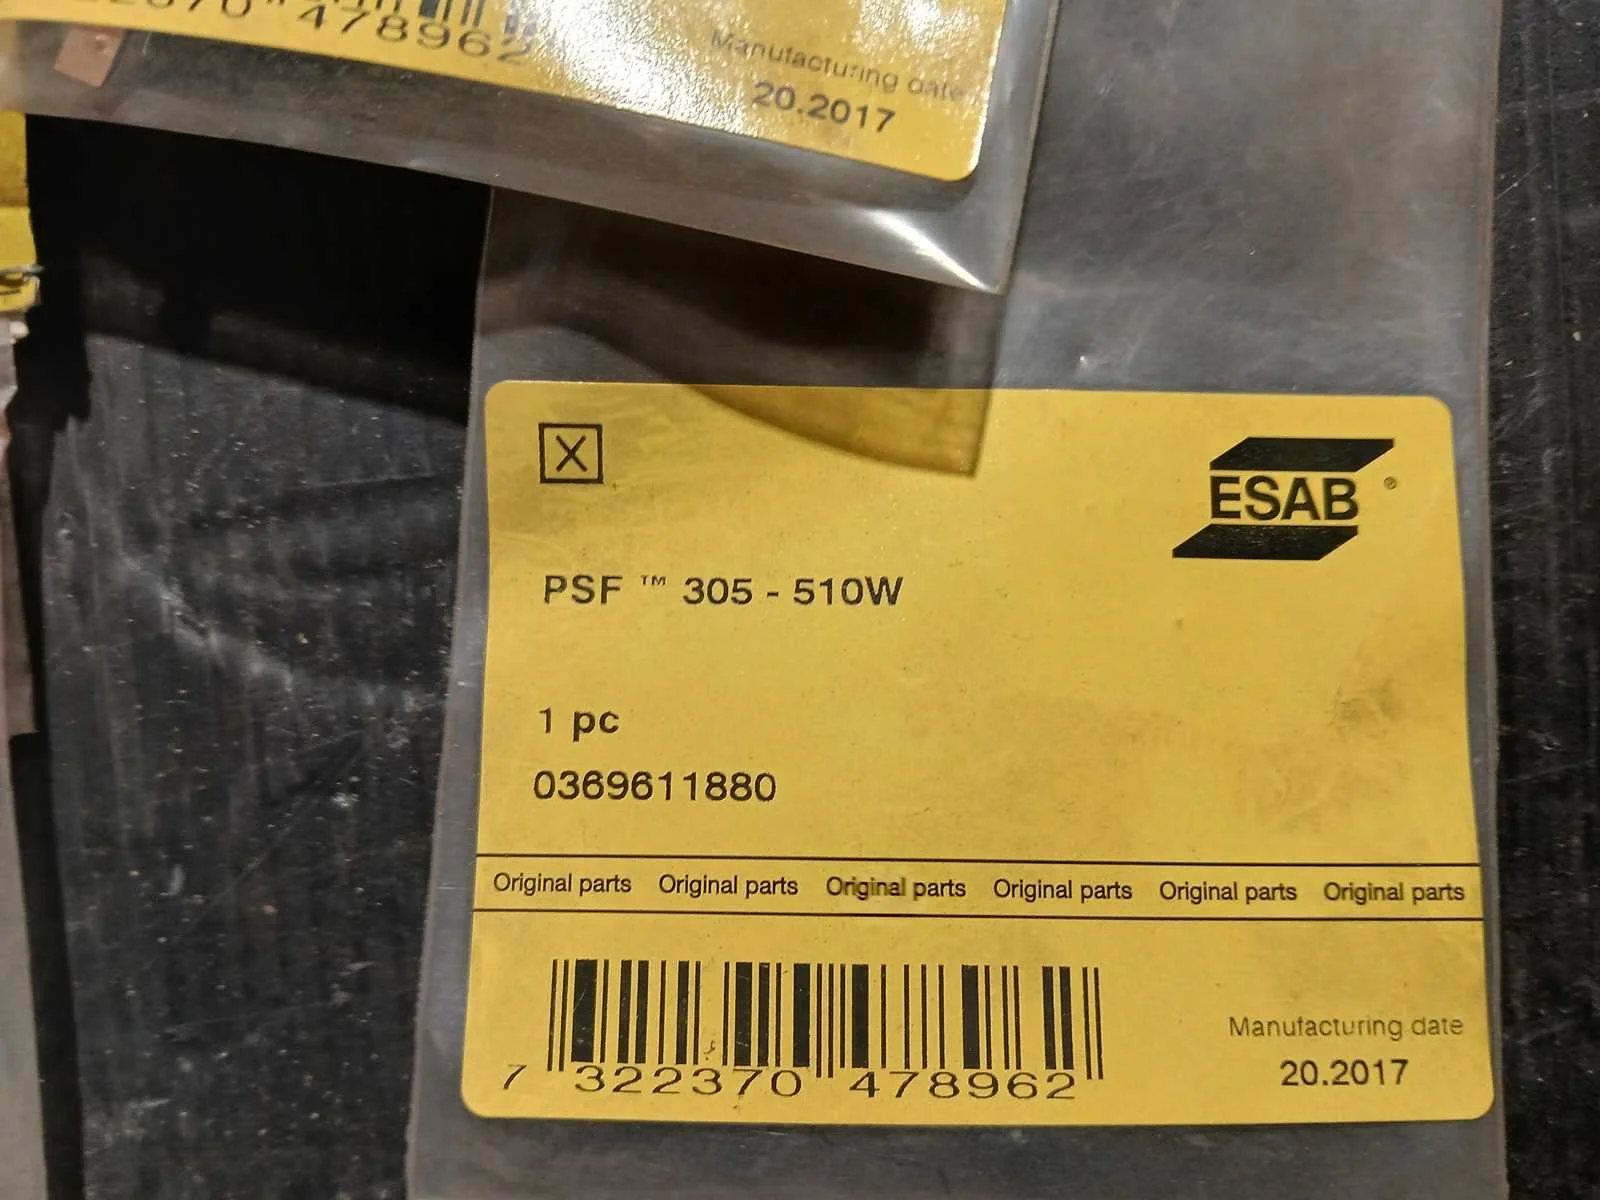 478962
Manufacturing date
20.2017
X
ESAB ®
PSF ™ 305 - 510W
1 pc
0369611880
Original parts Original parts Original parts Original parts Original parts Original parts
7 322370 478962
Manufacturing date
20.2017